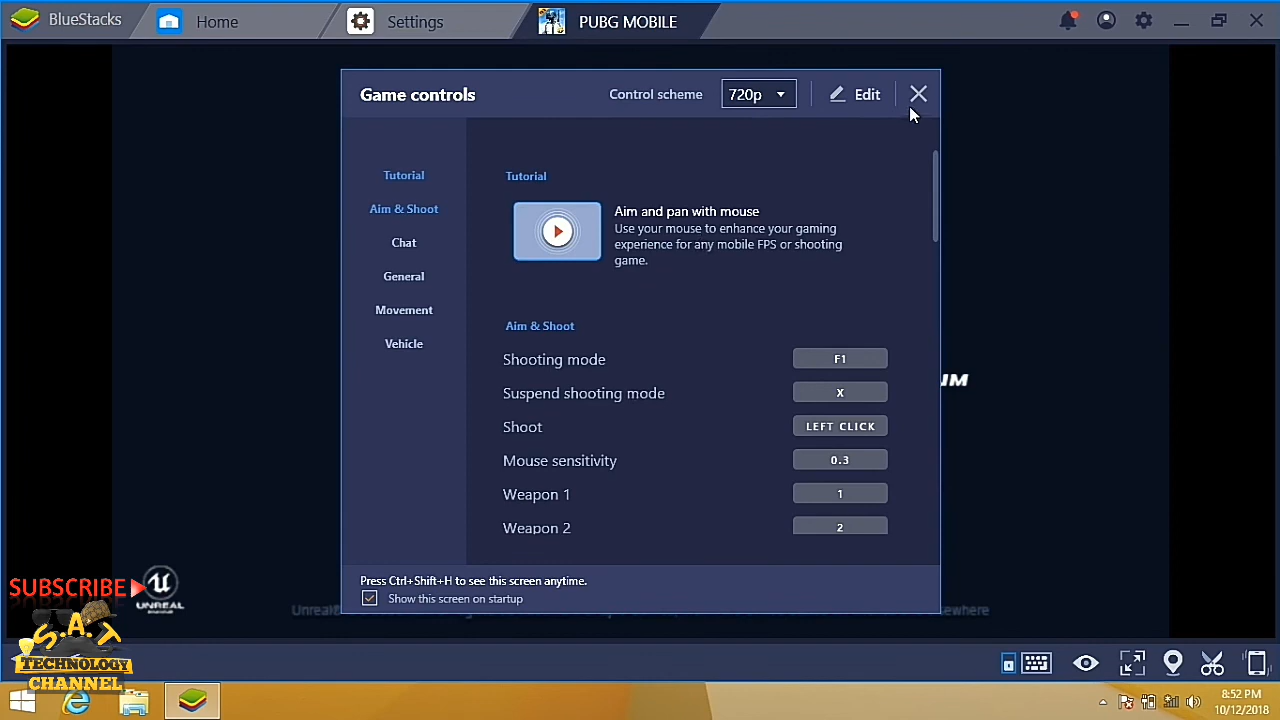 BlueStacks
Home
Settings
PUBG MOBILE
Game controls
Control scheme
720p
Edit
Tutorial
Aim & Shoot
Chat
General
Movement
Vehicle
Tutorial
Aim and pan with mouse
Use your mouse to enhance your gaming
experience for any mobile FPS or shooting
game.
Aim & Shoot
Shooting mode F1
Suspend shooting mode X
Shoot LEFT CLICK
Mouse sensitivity 0.3
Weapon 1 1
Weapon 2 2
Press Ctrl+Shift+H to see this screen anytime.
Show this screen on startup
SUBSCRIBE
UNREAL
S.A.T
TECHNOLOGY
CHANNEL
8:52 PM
10/12/2018